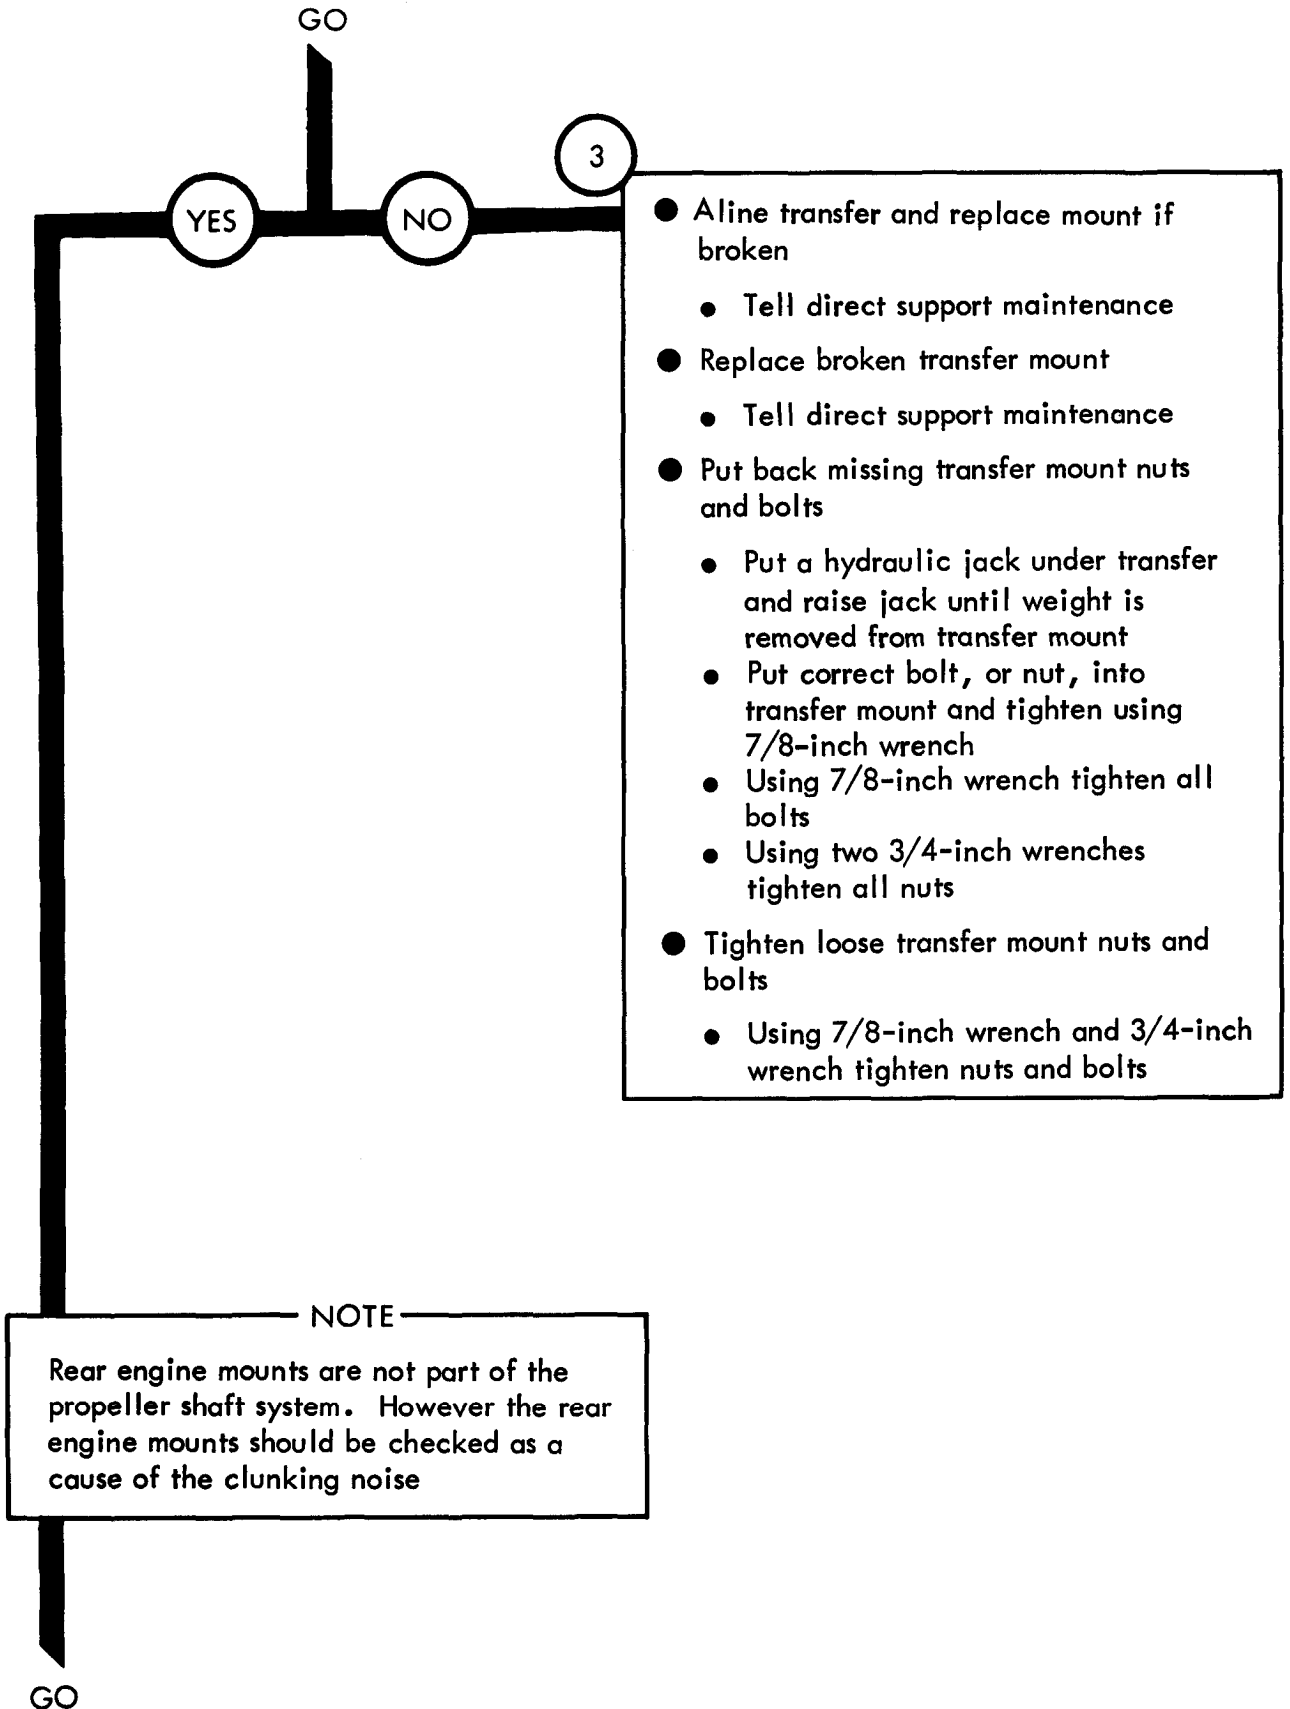 GO
YES
NO
3
● Aline transfer and replace mount if
broken
● Tell direct support maintenance
● Replace broken transfer mount
● Tell direct support maintenance
● Put back missing transfer mount nuts
and bolts
● Put a hydraulic jack under transfer
and raise jack until weight is
removed from transfer mount
● Put correct bolt, or nut, into
transfer mount and tighten using
7/8-inch wrench
● Using 7/8-inch wrench tighten all
bolts
● Using two 3/4-inch wrenches
tighten all nuts
● Tighten loose transfer mount nuts and
bolts
● Using 7/8-inch wrench and 3/4-inch
wrench tighten nuts and bolts
NOTE
Rear engine mounts are not part of the
propeller shaft system. However the rear
engine mounts should be checked as a
cause of the clunking noise
GO